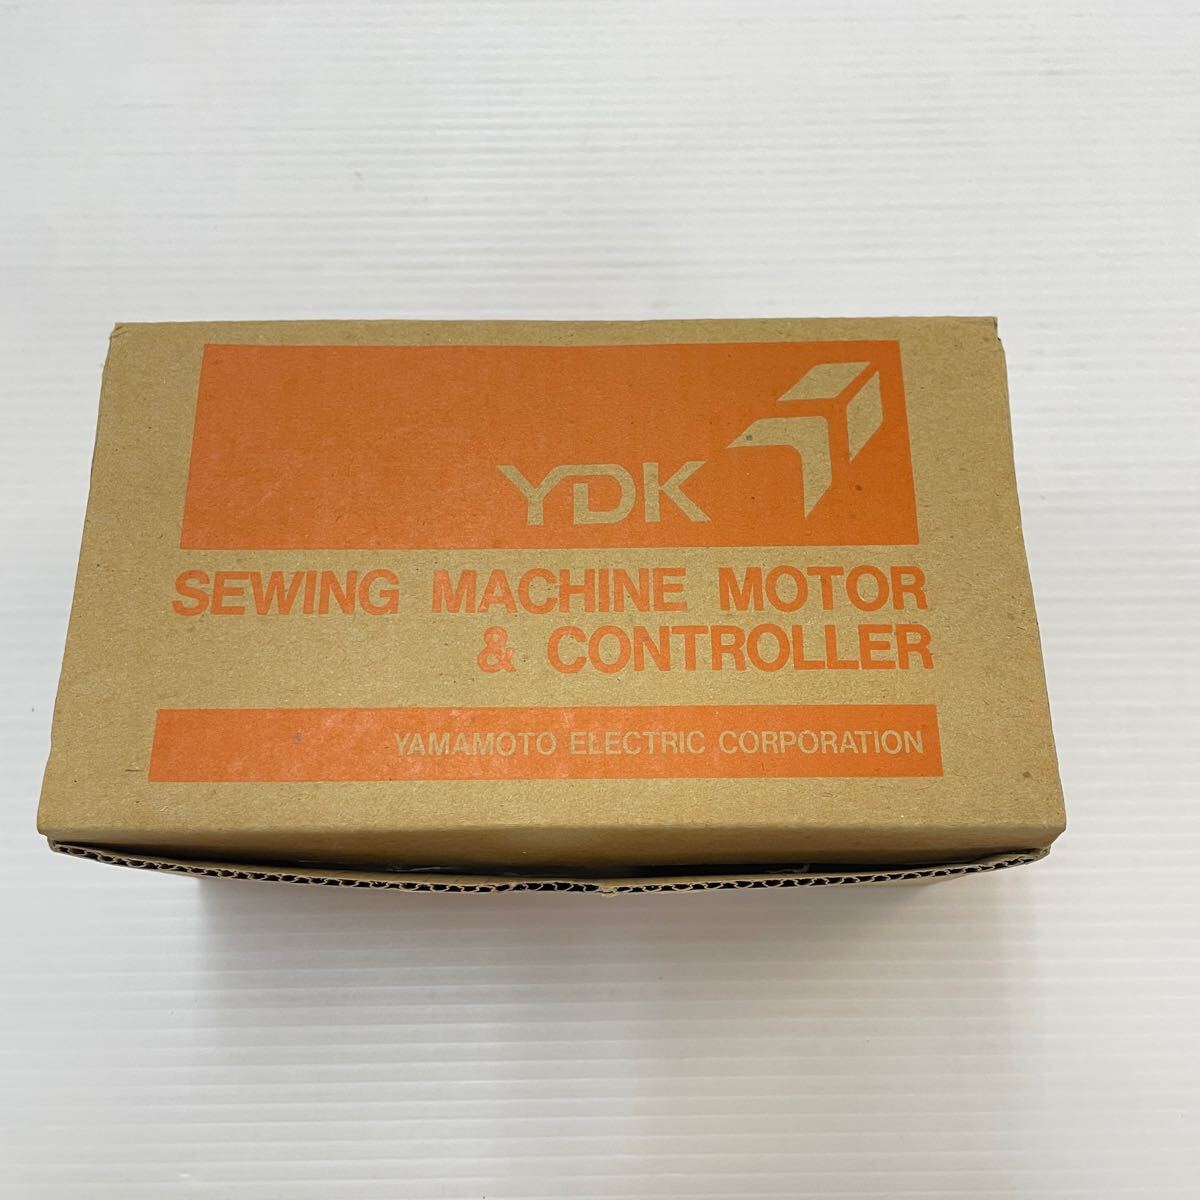 YDK
SEWING MACHINE MOTOR
& CONTROLLER
YAMAMOTO ELECTRIC CORPORATION